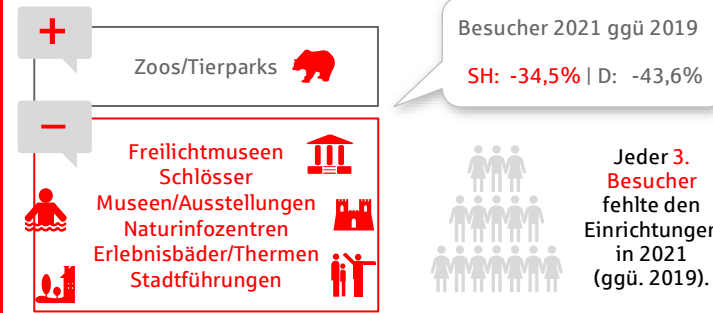 +
Zoos/Tierparks
Besucher 2021 ggü 2019
SH: -34,5% | D: -43,6%
−
Freilichtmuseen
Schlösser
Museen/Ausstellungen
Naturinfozentren
Erlebnisbäder/Thermen
Stadtführungen
Jeder 3.
Besucher
fehlte den
Einrichtungen
in 2021
(ggü. 2019).